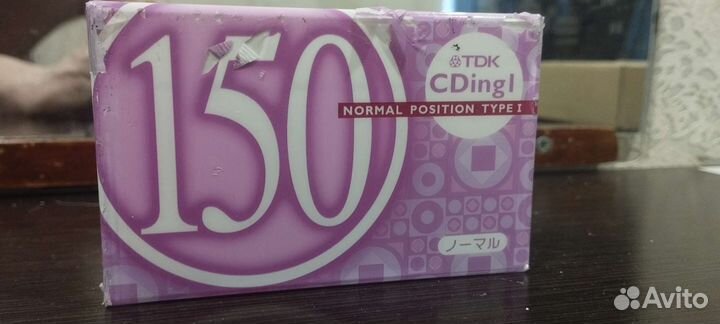 150
TDK
CDing I
NORMAL POSITION TYPE I
ノーマル
Avito